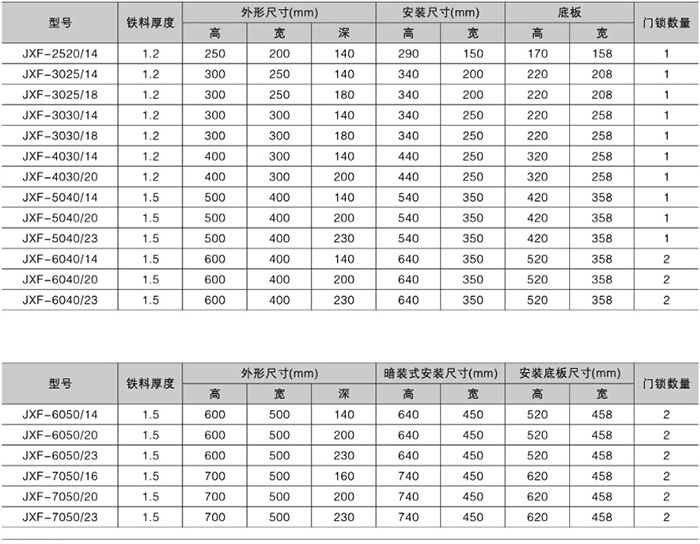 型号 铁料厚度 外形尺寸(mm) 安装尺寸(mm) 底板 门锁数量
高 宽 深 高 宽 高 宽
JXF-2520/14 1.2 250 200 140 290 150 170 158 1
JXF-3025/14 1.2 300 250 140 340 200 220 208 1
JXF-3025/18 1.2 300 250 180 340 200 220 208 1
JXF-3030/14 1.2 300 300 140 340 250 220 258 1
JXF-3030/18 1.2 300 300 180 340 250 220 258 1
JXF-4030/14 1.2 400 300 140 440 250 320 258 1
JXF-4030/20 1.2 400 300 200 440 250 320 258 1
JXF-5040/14 1.5 500 400 140 540 350 420 358 1
JXF-5040/20 1.5 500 400 200 540 350 420 358 1
JXF-5040/23 1.5 500 400 230 540 350 420 358 1
JXF-6040/14 1.5 600 400 140 640 350 520 358 2
JXF-6040/20 1.5 600 400 200 640 350 520 358 2
JXF-6040/23 1.5 600 400 230 640 350 520 358 2
型号 铁料厚度 外形尺寸(mm) 暗装式安装尺寸(mm) 安装底板尺寸(mm) 门锁数量
高 宽 深 高 宽 高 宽
JXF-6050/14 1.5 600 500 140 640 450 520 458 2
JXF-6050/20 1.5 600 500 200 640 450 520 458 2
JXF-6050/23 1.5 600 500 230 640 450 520 458 2
JXF-7050/16 1.5 700 500 160 740 450 620 458 2
JXF-7050/20 1.5 700 500 200 740 450 620 458 2
JXF-7050/23 1.5 700 500 230 740 450 620 458 2